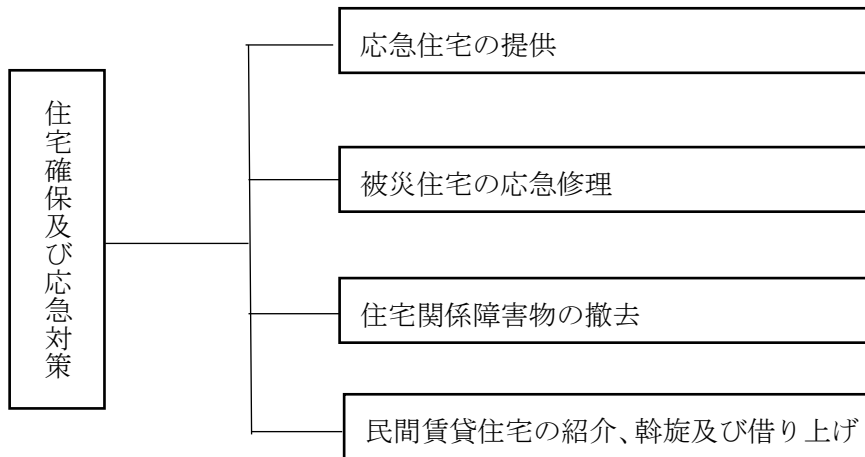 住宅確保及び応急対策
応急住宅の提供
被災住宅の応急修理
住宅関係障害物の撤去
民間賃貸住宅の紹介、斡旋及び借り上げ